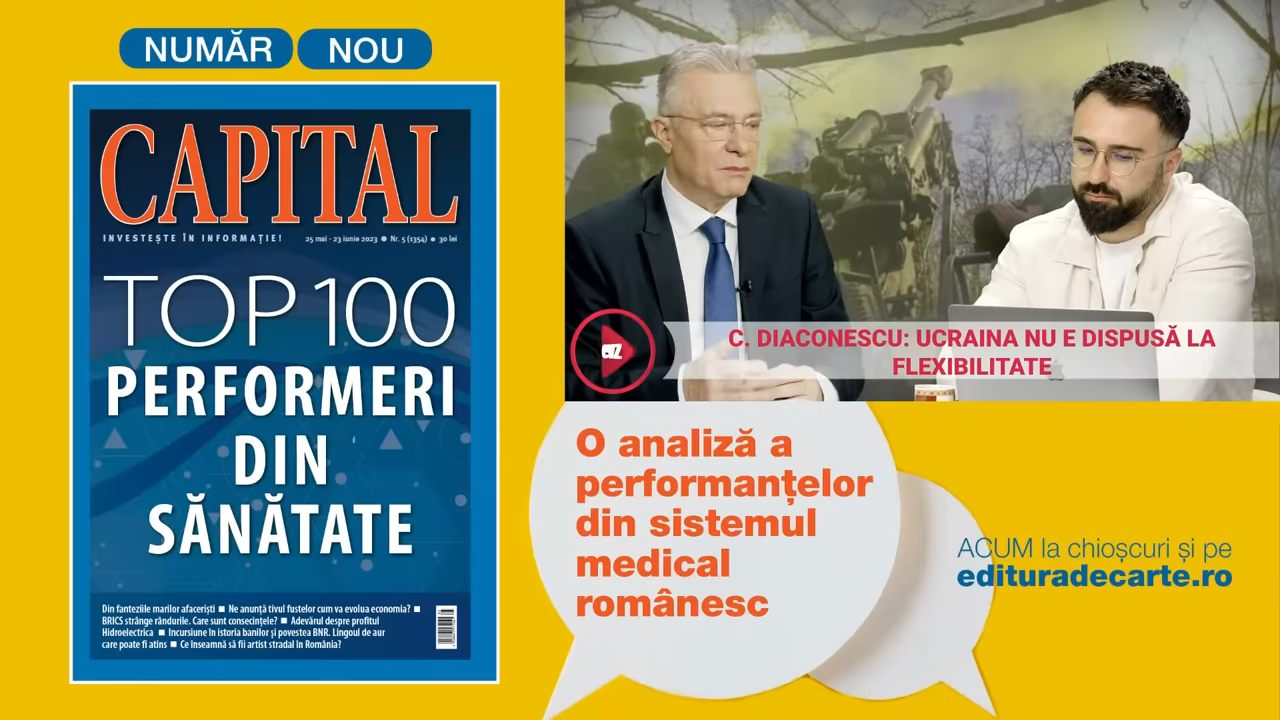 NUMĂR NOU
CAPITAL
INVESTEȘTE ÎN INFORMAȚIE! 25 mai - 23 iunie 2023 ● Nr. 5 (1354) ● 30 lei
TOP 100
PERFORMERI
DIN
SĂNĂTATE
Din fanteziile marilor afaceriști ■ Ne anunță tivul fustelor cum va evolua economia? ■
BRICS strânge rândurile. Care sunt consecințele? ■ Adevărul despre profitul
Hidroelectrica ■ Incursiune în istoria banilor și povestea BNR. Lingoul de aur
care poate fi atins ■ Ce înseamnă să fii artist stradal în România?
evz
C. DIACONESCU: UCRAINA NU E DISPUSĂ LA
FLEXIBILITATE
O analiză a
performanțelor
din sistemul
medical
românesc
ACUM la chioșcuri și pe
edituradecarte.ro